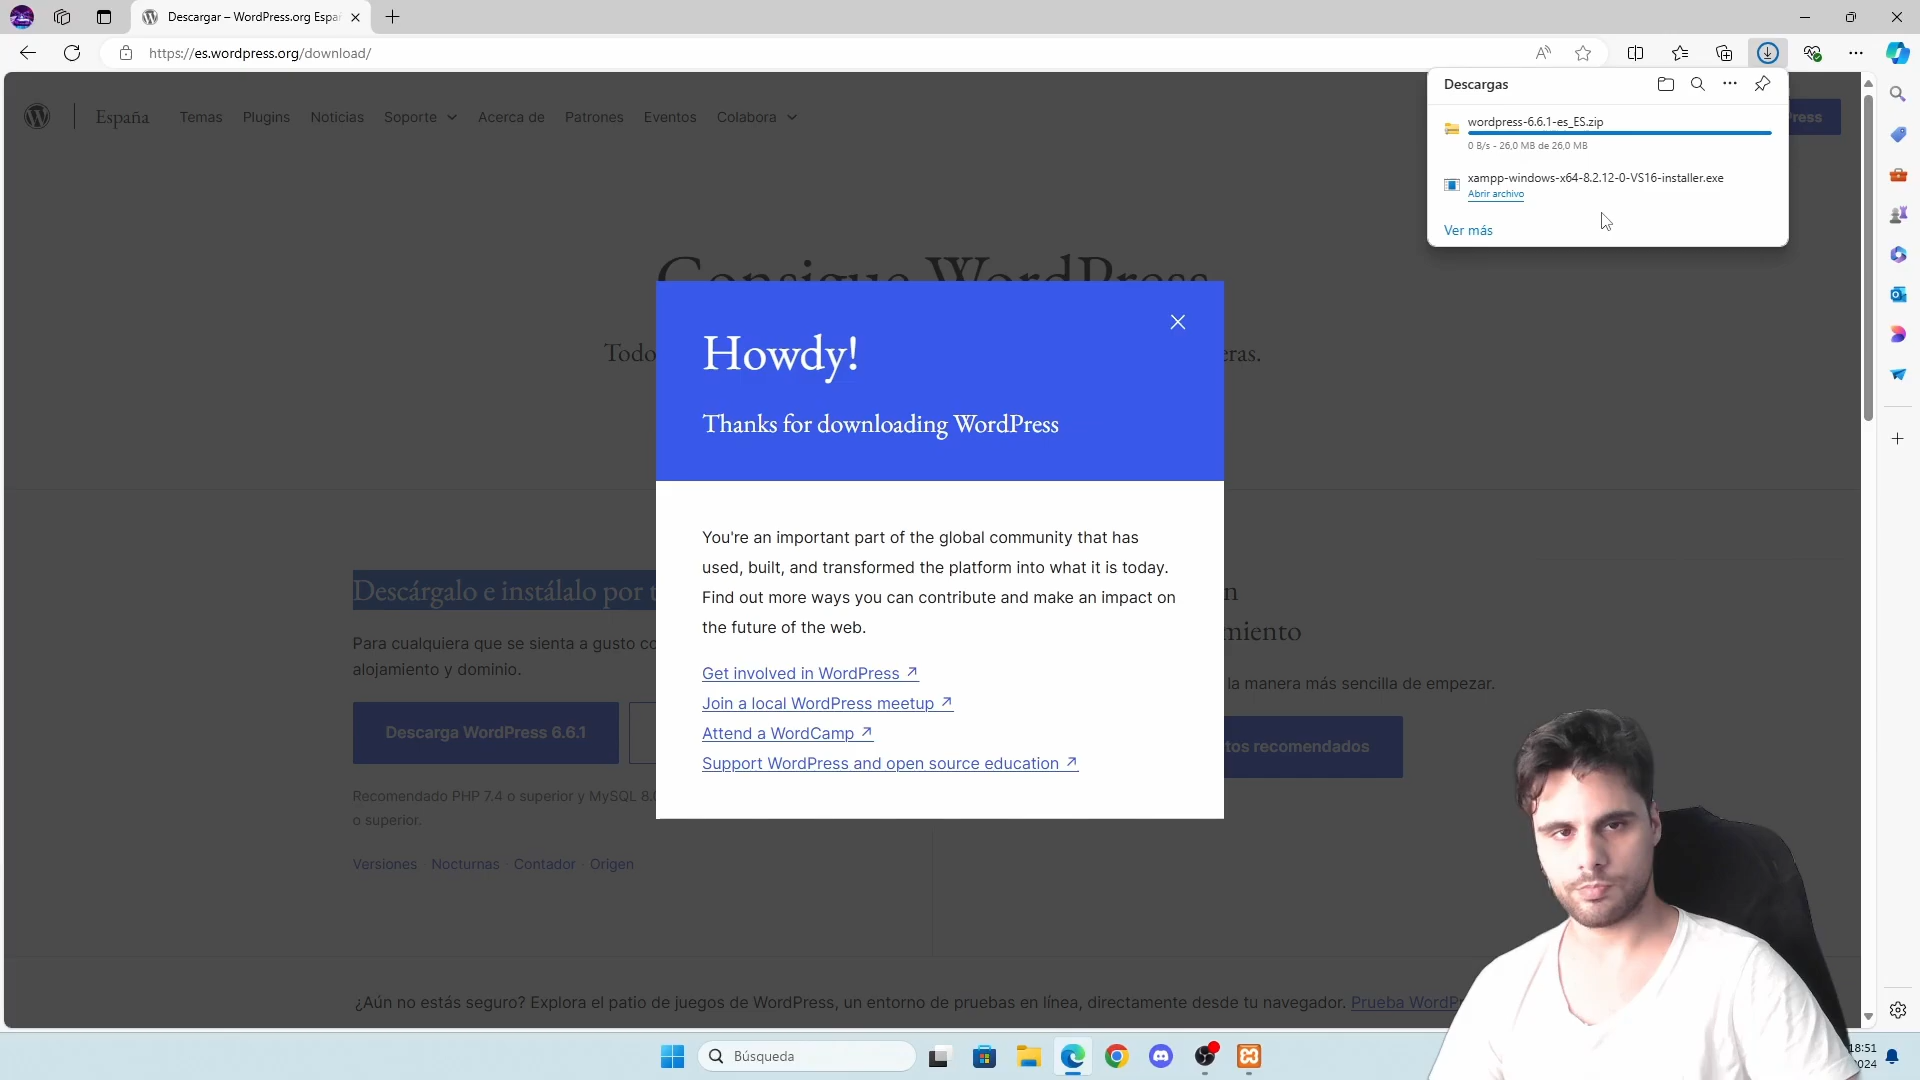 Descargar – WordPress.org Espa
https://es.wordpress.org/download/
España
Temas
Plugins
Noticias
Soporte
Acerca de
Patrones
Eventos
Colabora
Descargas
wordpress-6.6.1-es_ES.zip
0 B/s - 26,0 MB de 26,0 MB
xampp-windows-x64-8.2.12-0-VS16-installer.exe
Abrir archivo
Ver más
Consigue WordPress
Todo
eras.
Howdy!
Thanks for downloading WordPress
You're an important part of the global community that has
used, built, and transformed the platform into what it is today.
Find out more ways you can contribute and make an impact on
the future of the web.
Get involved in WordPress ↗
Join a local WordPress meetup ↗
Attend a WordCamp ↗
Support WordPress and open source education ↗
Descárgalo e instálalo por t
Para cualquiera que se sienta a gusto co
alojamiento y dominio.
Descarga WordPress 6.6.1
Recomendado PHP 7.4 o superior y MySQL 8.0
o superior.
Versiones · Nocturnas · Contador · Origen
n
miento
la manera más sencilla de empezar.
tos recomendados
¿Aún no estás seguro? Explora el patio de juegos de WordPress, un entorno de pruebas en línea, directamente desde tu navegador. Prueba WordP
Búsqueda
18:51
2024